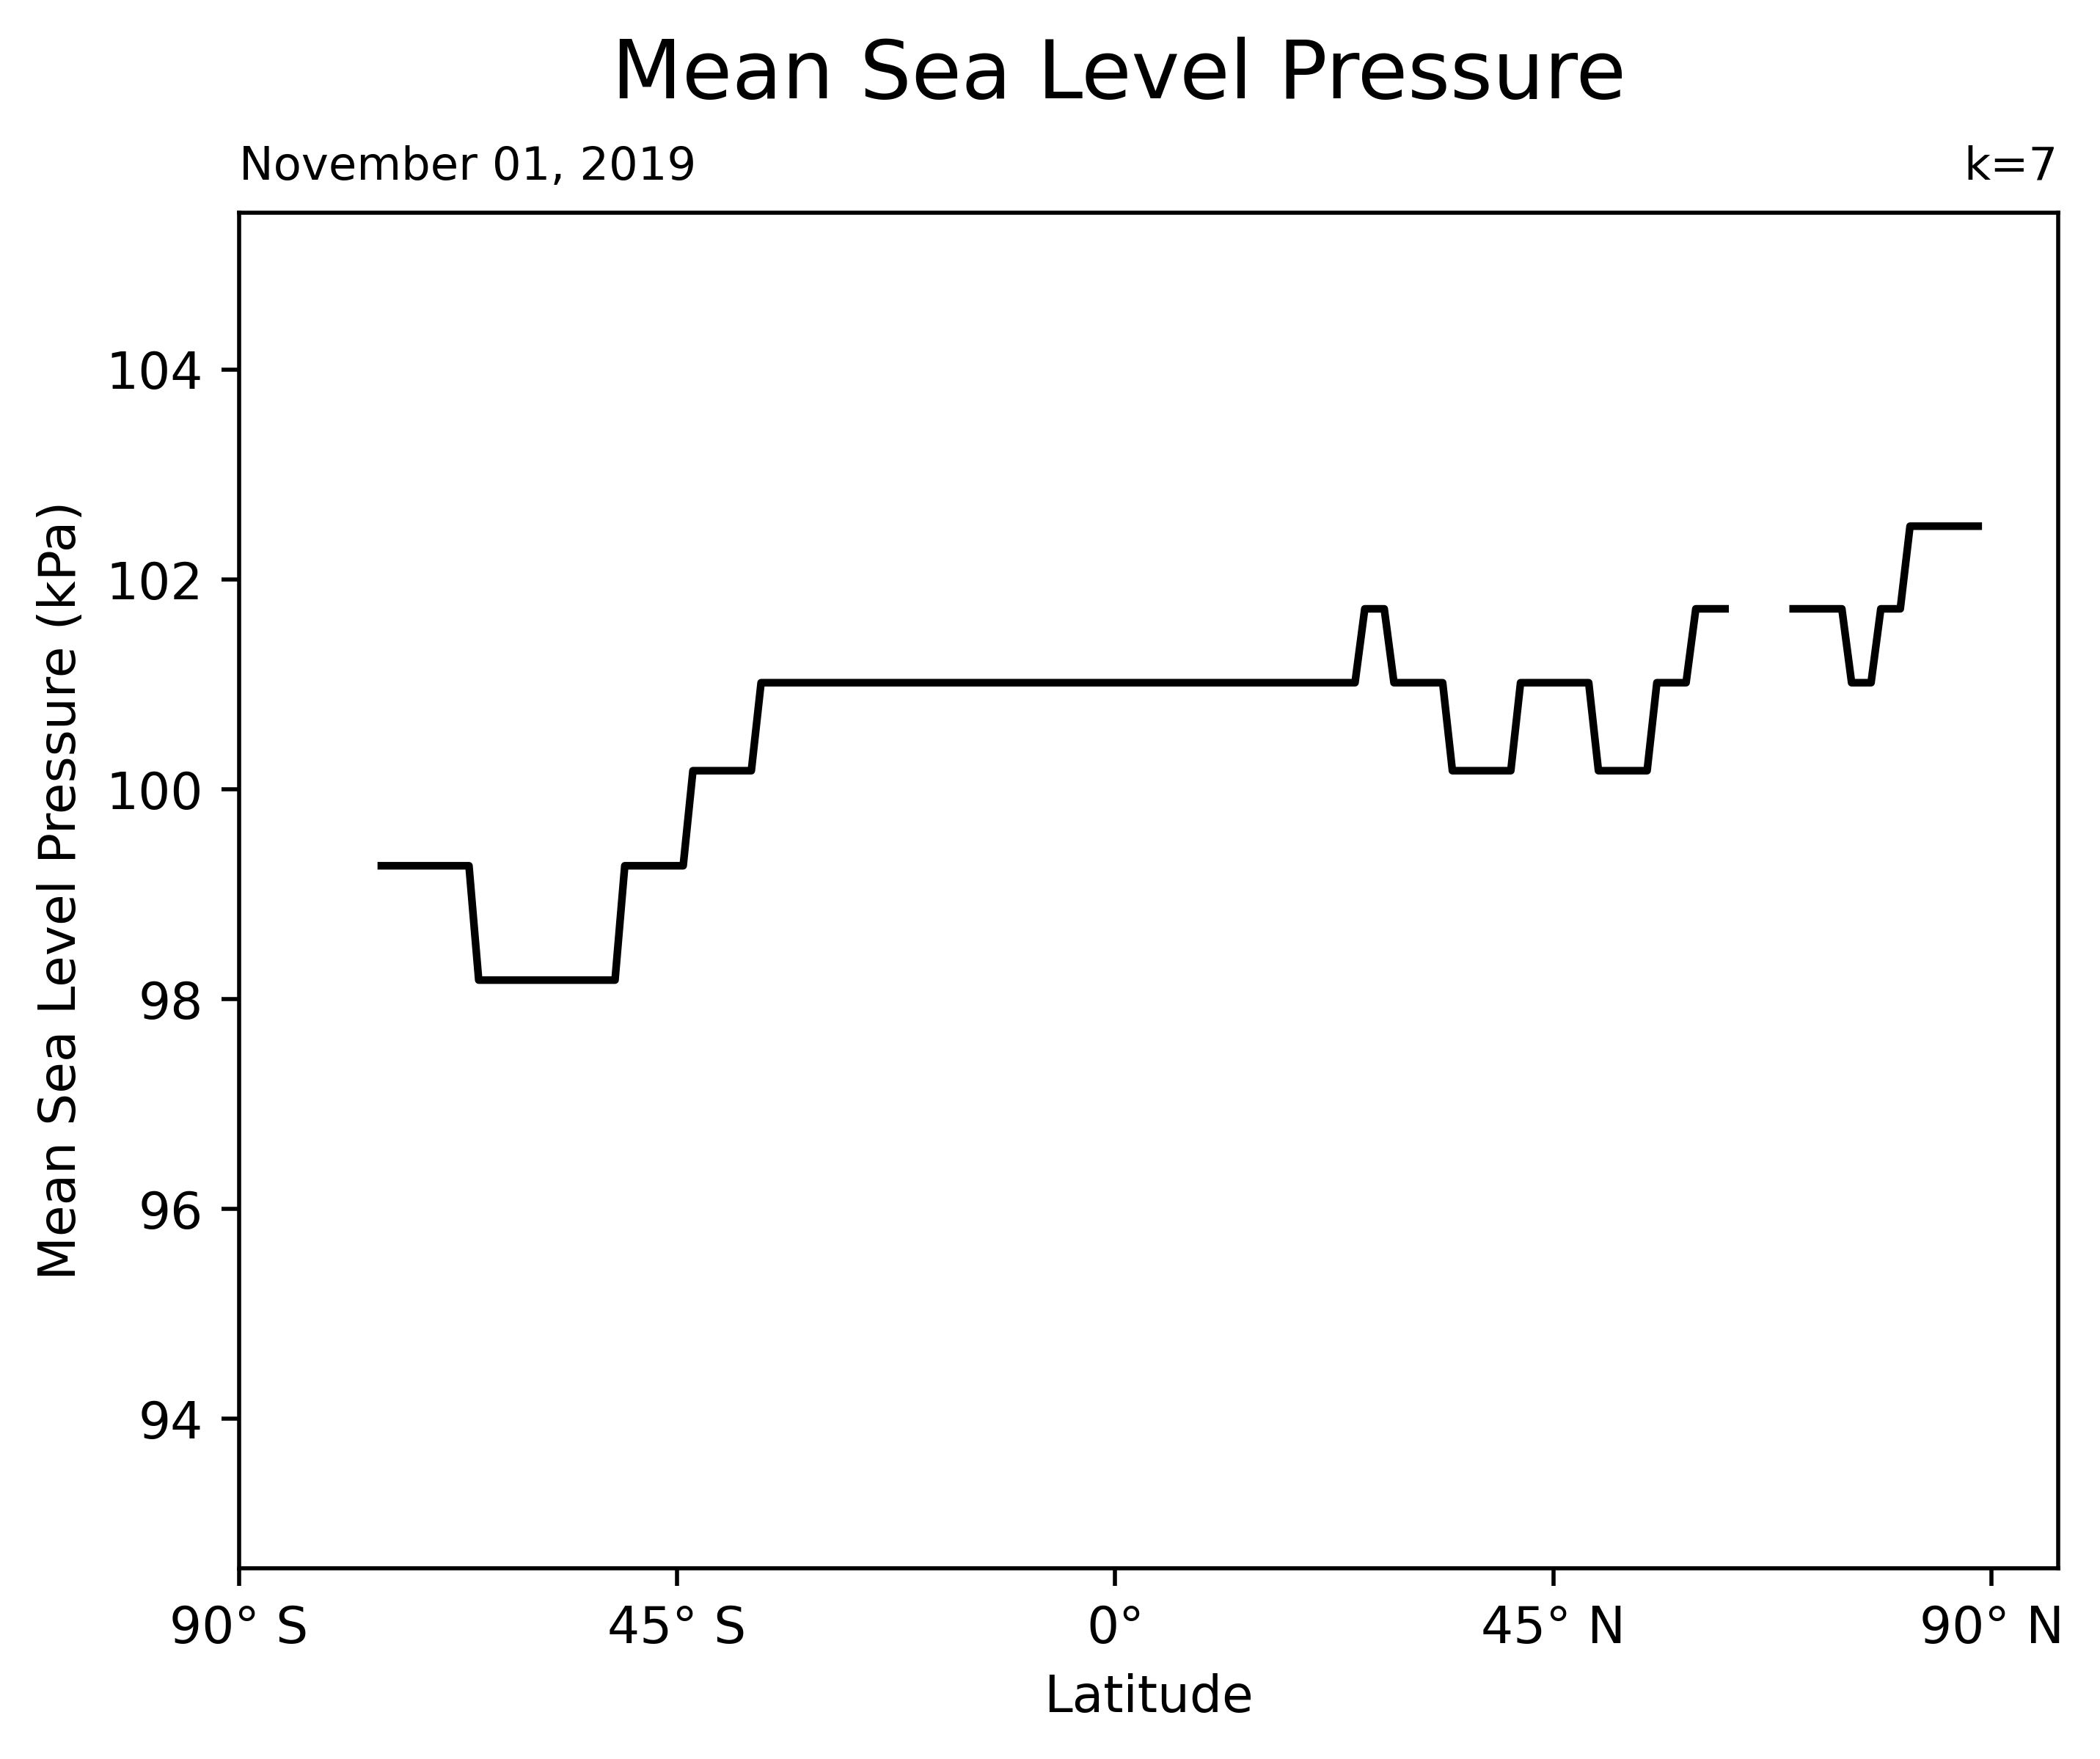 Mean Sea Level Pressure
November 01, 2019
k=7
Mean Sea Level Pressure (kPa)
104
102
100
98
96
94
90° S
45° S
0°
45° N
90° N
Latitude